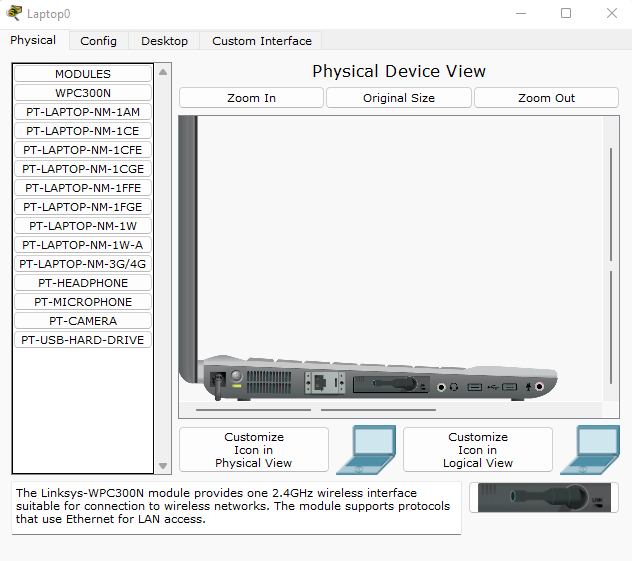 Laptop0
Physical
Config
Desktop
Custom Interface
MODULES
WPC300N
PT-LAPTOP-NM-1AM
PT-LAPTOP-NM-1CE
PT-LAPTOP-NM-1CFE
PT-LAPTOP-NM-1CGE
PT-LAPTOP-NM-1FFE
PT-LAPTOP-NM-1FGE
PT-LAPTOP-NM-1W
PT-LAPTOP-NM-1W-A
PT-LAPTOP-NM-3G/4G
PT-HEADPHONE
PT-MICROPHONE
PT-CAMERA
PT-USB-HARD-DRIVE
Physical Device View
Zoom In
Original Size
Zoom Out
Customize
Icon in
Physical View
Customize
Icon in
Logical View
The Linksys-WPC300N module provides one 2.4GHz wireless interface
suitable for connection to wireless networks. The module supports protocols
that use Ethernet for LAN access.